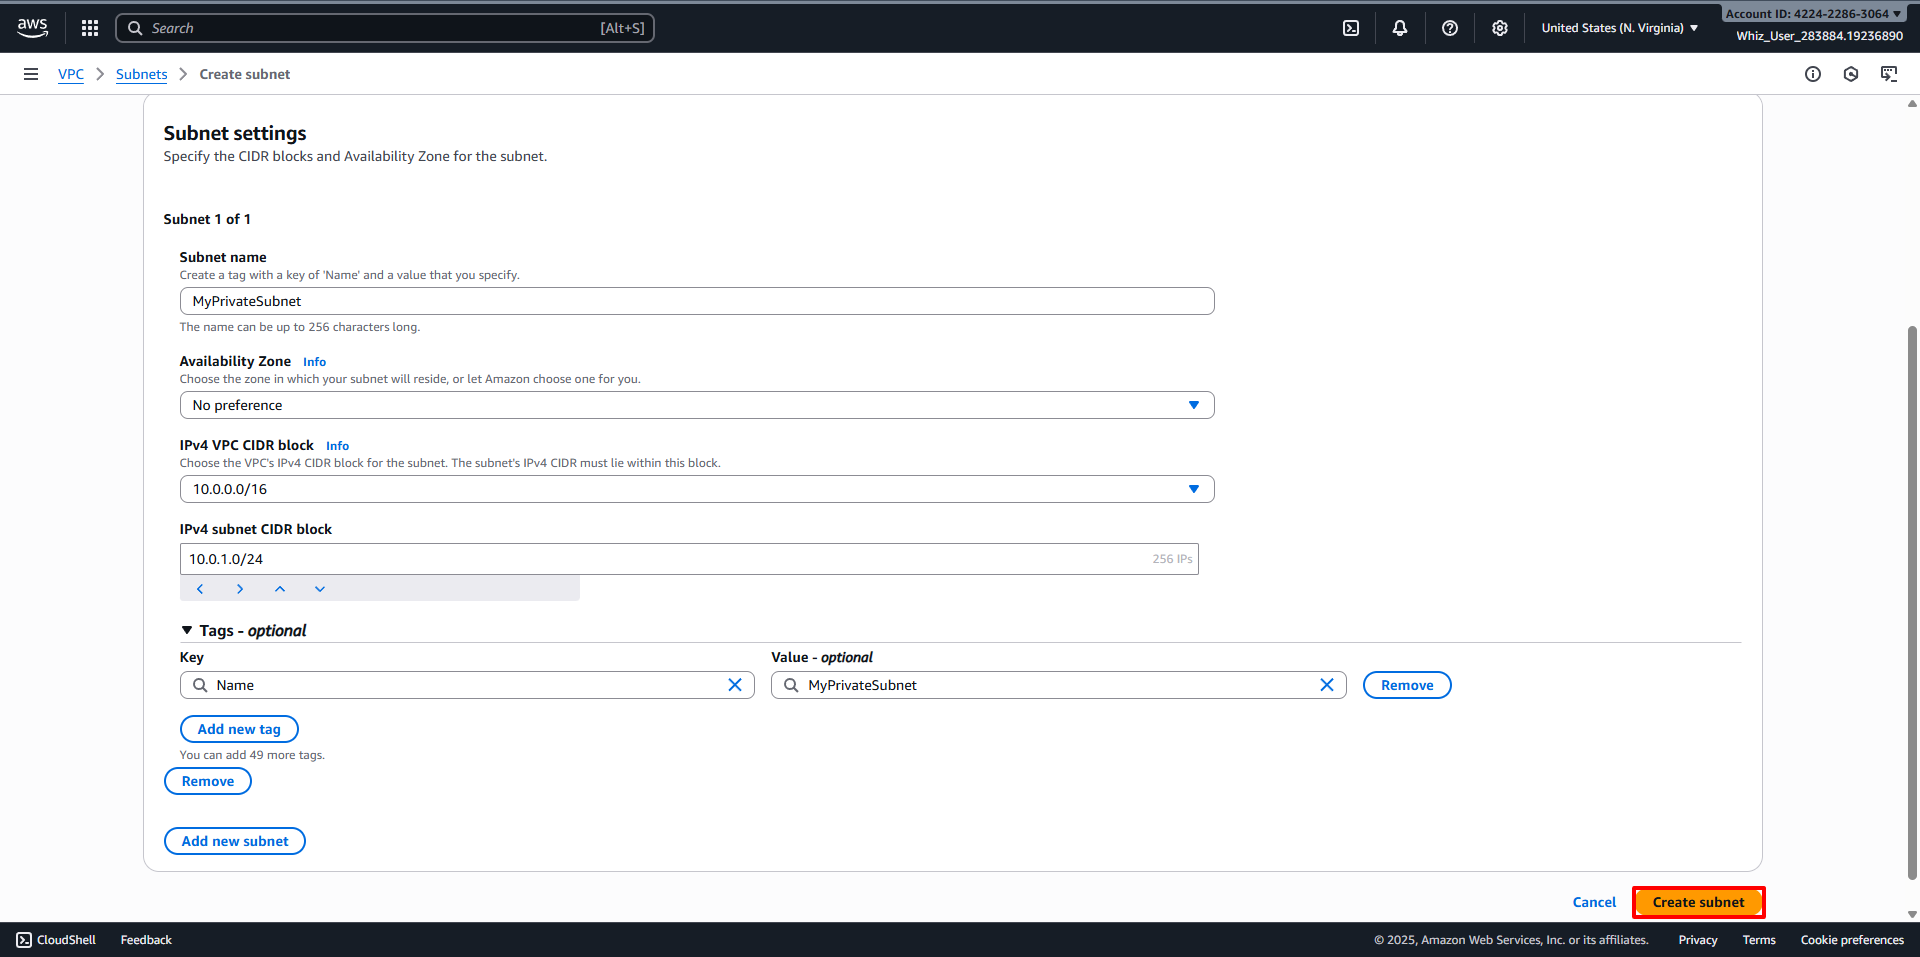 aws
Search [Alt+S]
United States (N. Virginia)
Account ID: 4224-2286-3064
Whiz_User_283884.19236890
VPC > Subnets > Create subnet
Subnet settings
Specify the CIDR blocks and Availability Zone for the subnet.
Subnet 1 of 1
Subnet name
Create a tag with a key of 'Name' and a value that you specify.
MyPrivateSubnet
The name can be up to 256 characters long.
Availability Zone Info
Choose the zone in which your subnet will reside, or let Amazon choose one for you.
No preference
IPv4 VPC CIDR block Info
Choose the VPC's IPv4 CIDR block for the subnet. The subnet's IPv4 CIDR must lie within this block.
10.0.0.0/16
IPv4 subnet CIDR block
10.0.1.0/24 256 IPs
Tags - optional
Key Value - optional
Name MyPrivateSubnet Remove
Add new tag
You can add 49 more tags.
Remove
Add new subnet
Cancel Create subnet
CloudShell Feedback © 2025, Amazon Web Services, Inc. or its affiliates. Privacy Terms Cookie preferences